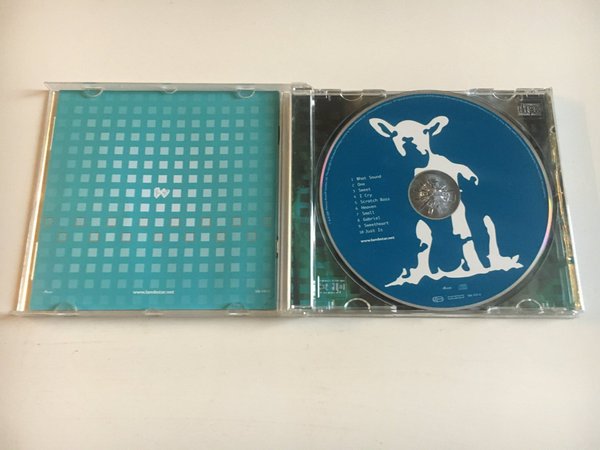 www.lambstar.net
1 What Sound
2 One
3 Sweet
4 I Cry
5 Scratch Bass
6 Heaven
7 Small
8 Gabriel
9 Sweetheart
10 Just Is
www.lambstar.net